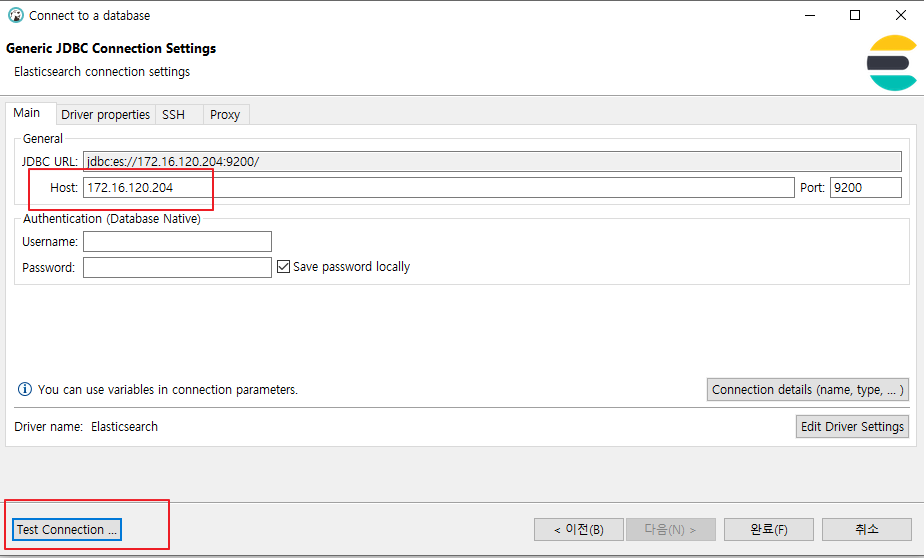 Connect to a database
Generic JDBC Connection Settings
Elasticsearch connection settings
Main Driver properties SSH Proxy
General
JDBC URL: jdbc:es://172.16.120.204:9200/
Host: 172.16.120.204 Port: 9200
Authentication (Database Native)
Username:
Password: Save password locally
You can use variables in connection parameters. Connection details (name, type, ... )
Driver name: Elasticsearch Edit Driver Settings
Test Connection ... < 이전(B) 다음(N) > 완료(F) 취소